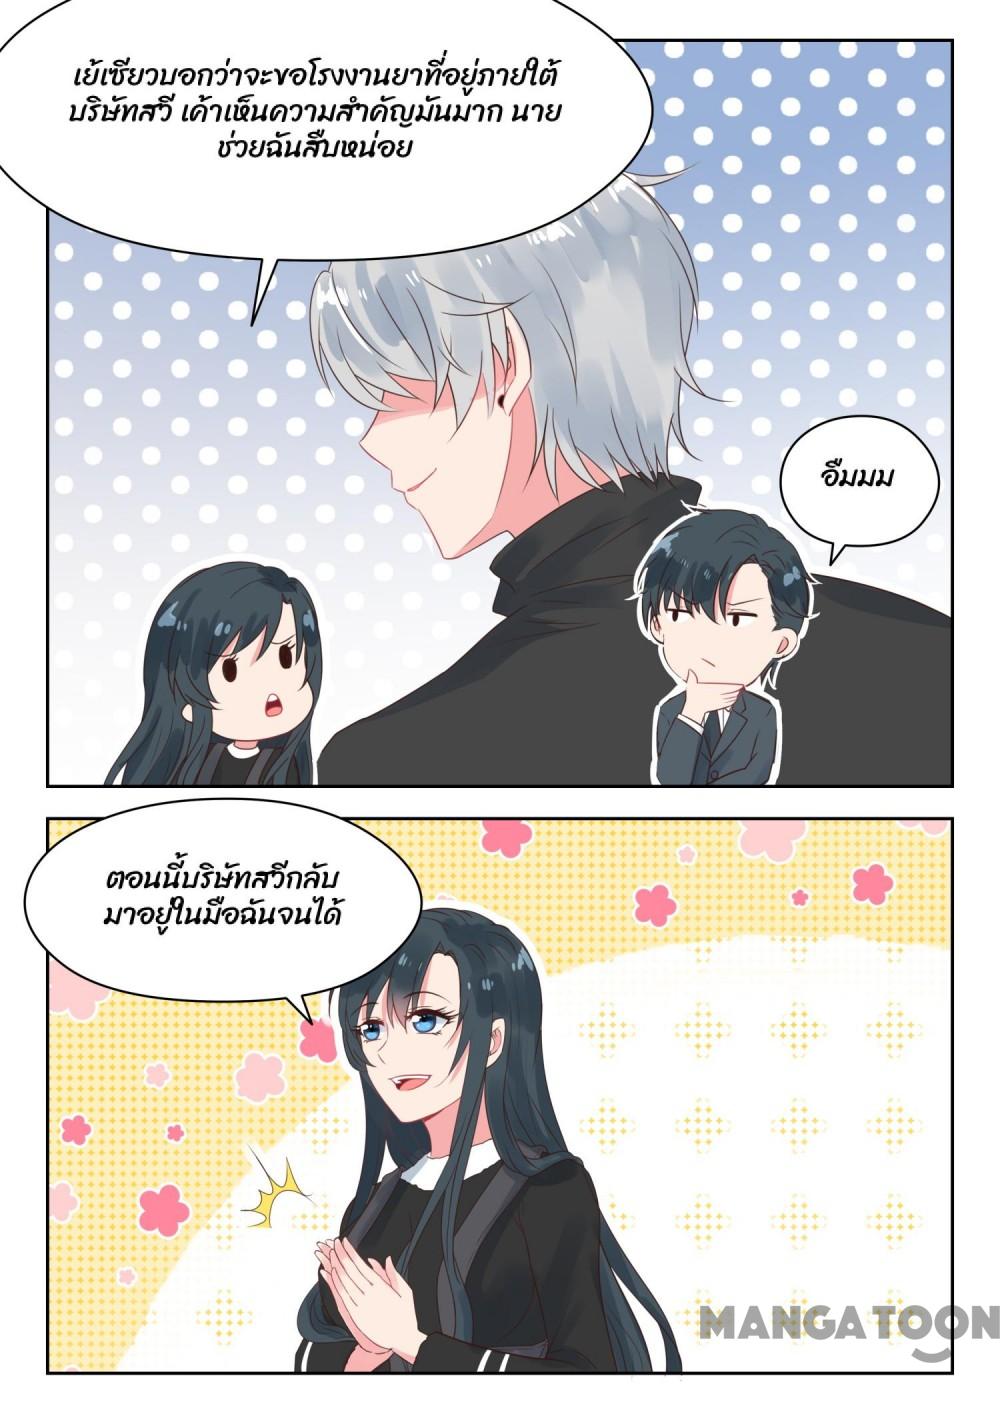 เย้เซียวบอกว่าจะขอโรงงานยาที่อยู่ภายใต้
บริษัทสวี เค้าเห็นความสำคัญมันมาก นาย
ช่วยฉันสืบหน่อย
อืมมม
ตอนนี้บริษัทสวีกลับ
มาอยู่ในมือฉันจนได้
MANGATOON